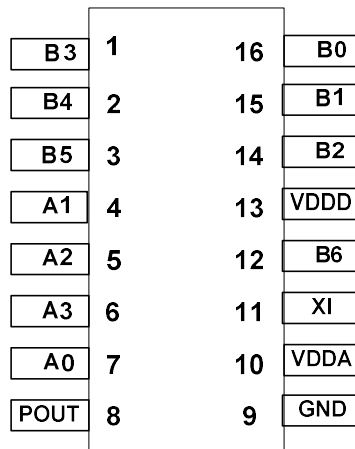 B3 1 16 B0
B4 2 15 B1
B5 3 14 B2
A1 4 13 VDDD
A2 5 12 B6
A3 6 11 XI
A0 7 10 VDDA
POUT 8 9 GND